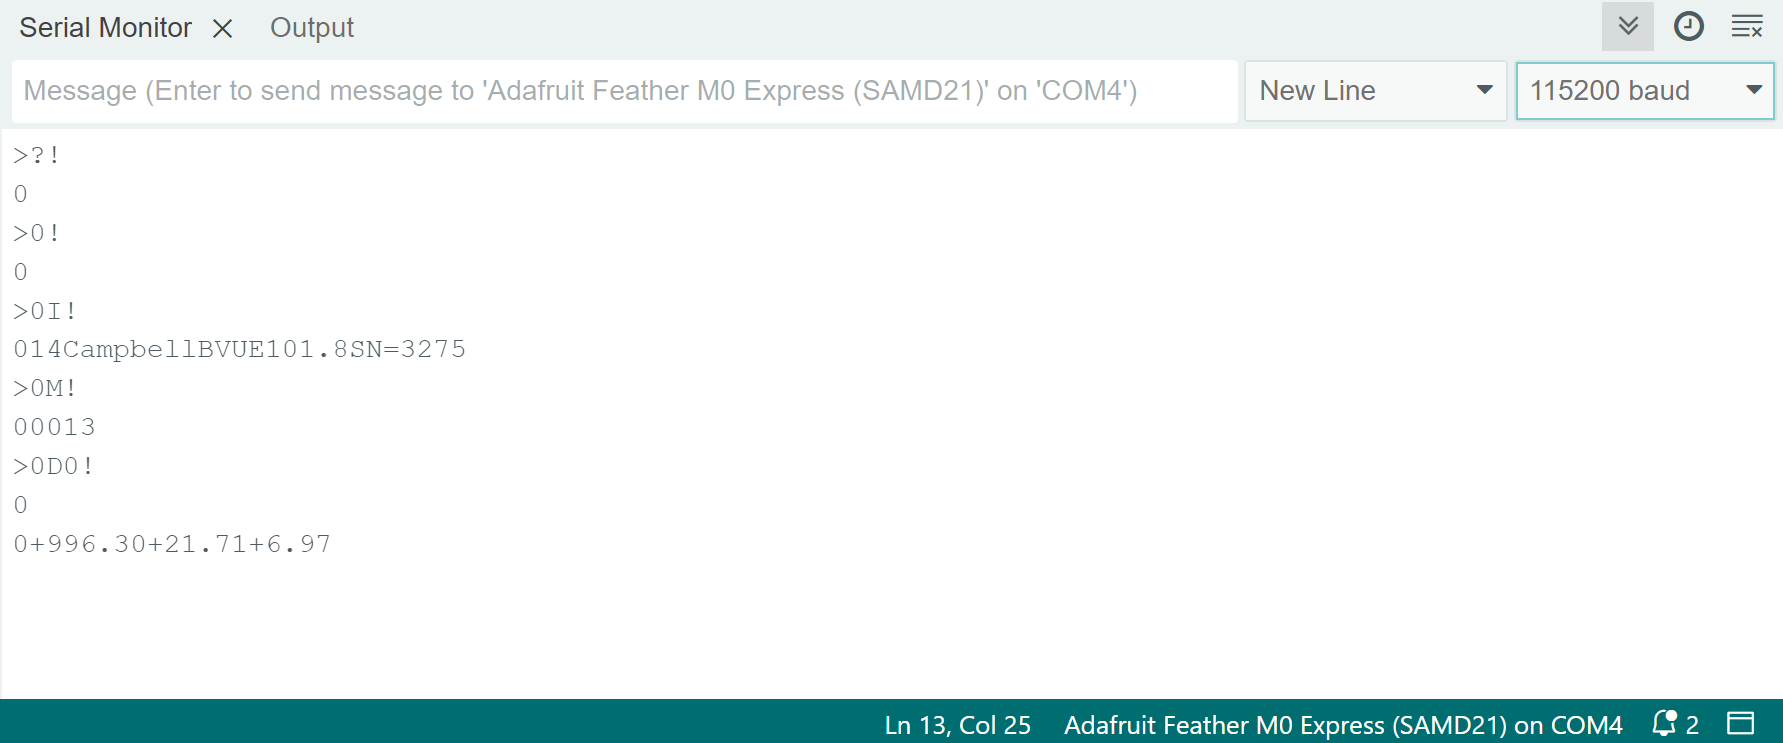 Serial Monitor Output
Message (Enter to send message to 'Adafruit Feather M0 Express (SAMD21)' on 'COM4') New Line 115200 baud
>?!
0
>0!
0
>0I!
014CampbellBVUE101.8SN=3275
>0M!
00013
>0D0!
0
0+996.30+21.71+6.97
Ln 13, Col 25 Adafruit Feather M0 Express (SAMD21) on COM4 2